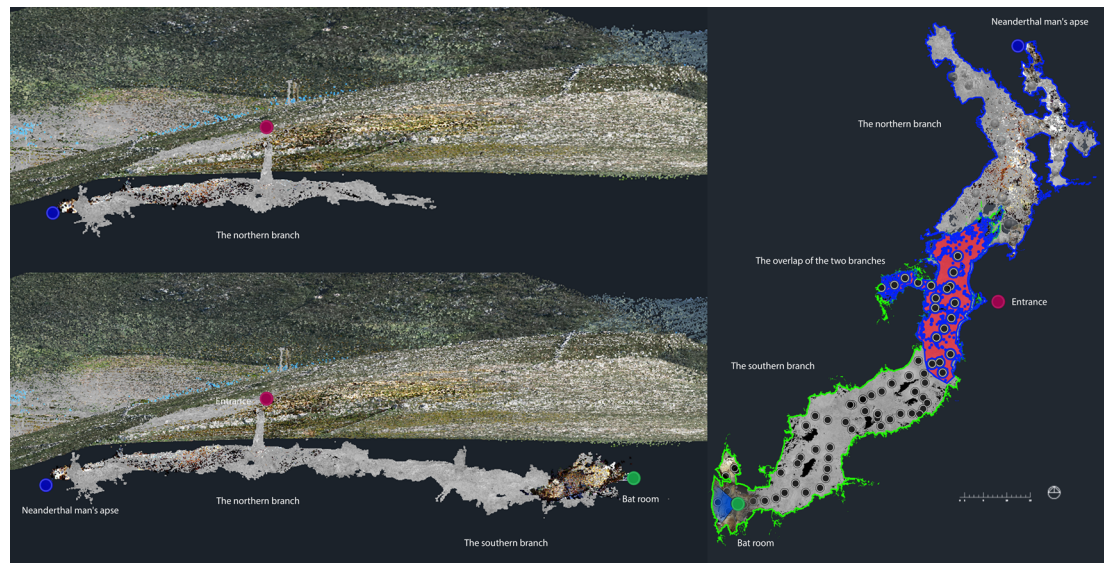 The northern branch
Entrance
Neanderthal man's apse
The northern branch
Bat room
The southern branch
Neanderthal man's apse
The northern branch
The overlap of the two branches
Entrance
The southern branch
Bat room